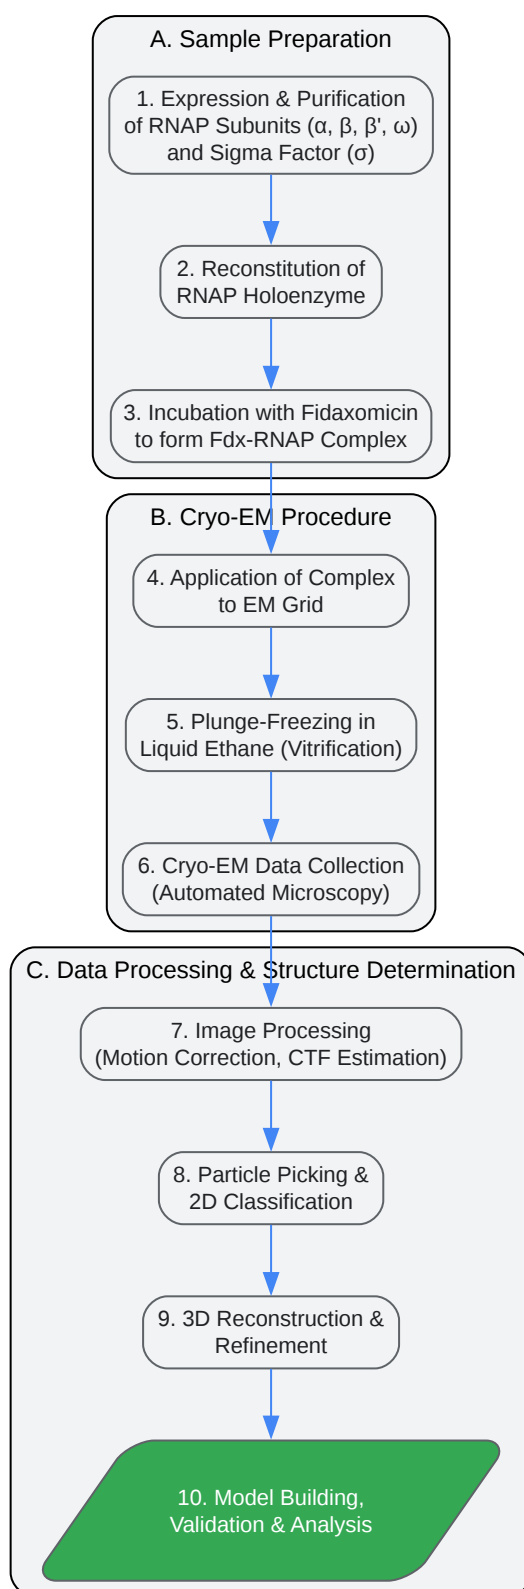 A. Sample Preparation
1. Expression & Purification
of RNAP Subunits (α, β, β', ω)
and Sigma Factor (σ)
2. Reconstitution of
RNAP Holoenzyme
3. Incubation with Fidaxomicin
to form Fdx-RNAP Complex
B. Cryo-EM Procedure
4. Application of Complex
to EM Grid
5. Plunge-Freezing in
Liquid Ethane (Vitrification)
6. Cryo-EM Data Collection
(Automated Microscopy)
C. Data Processing & Structure Determination
7. Image Processing
(Motion Correction, CTF Estimation)
8. Particle Picking &
2D Classification
9. 3D Reconstruction &
Refinement
10. Model Building,
Validation & Analysis